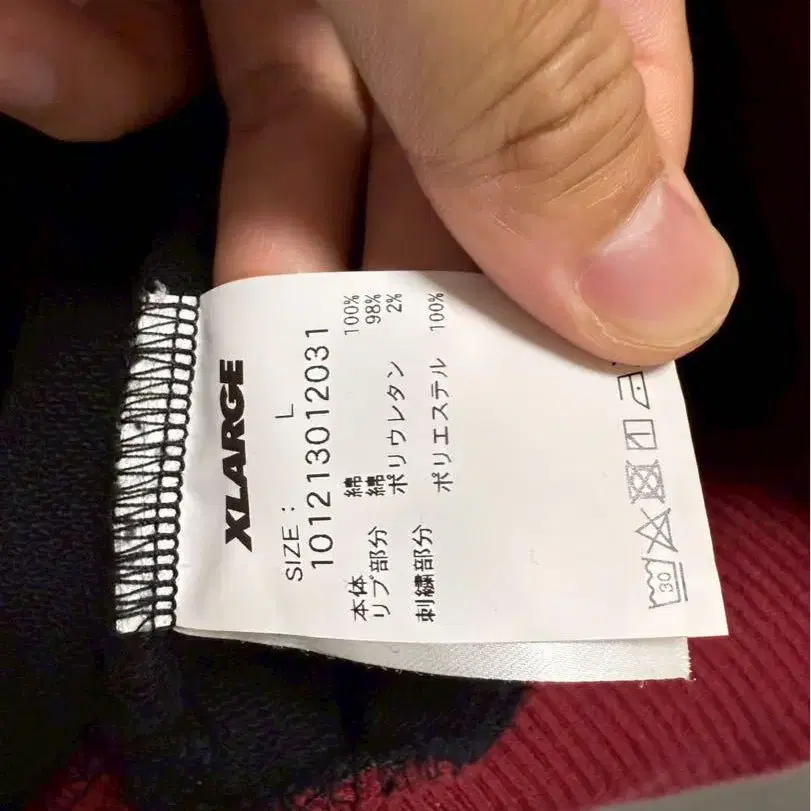 XLARGE
SIZE : L
101213012031
本体 綿 100%
リブ部分 綿 98%
ポリウレタン 2%
刺繍部分 ポリエステル 100%
30